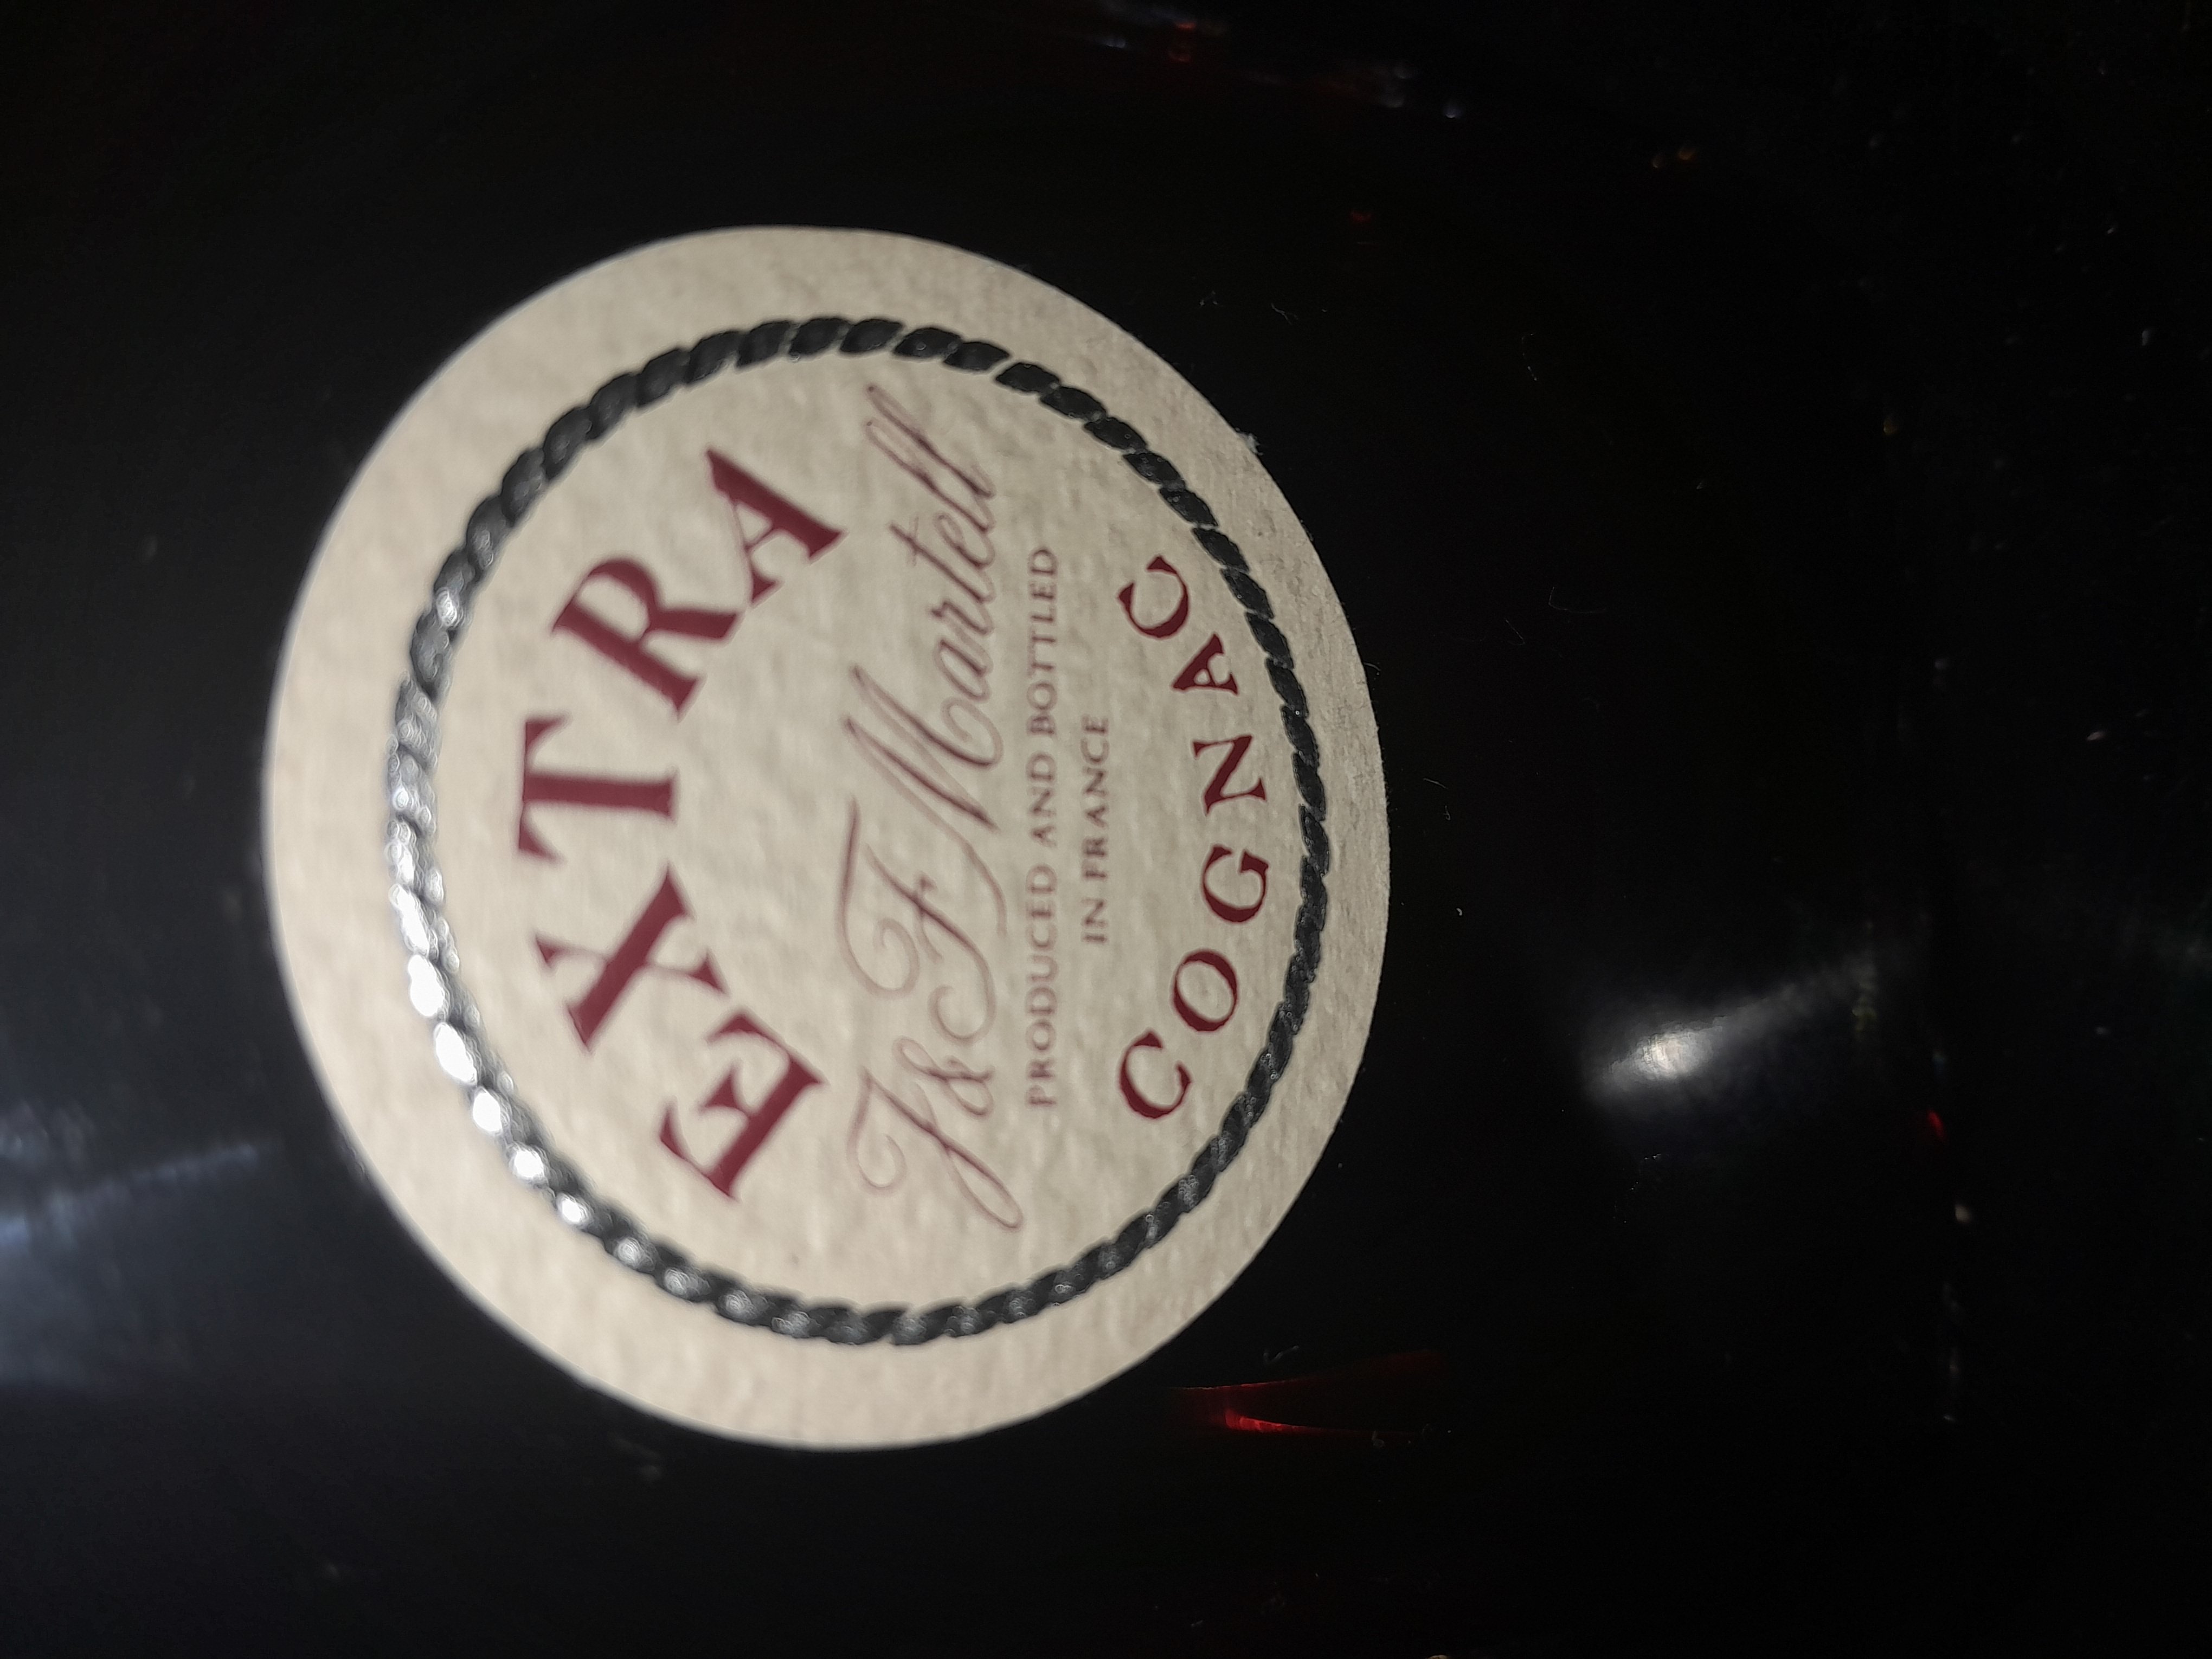 EXTRA
J&F Martell
PRODUCED AND BOTTLED
IN FRANCE
COGNAC